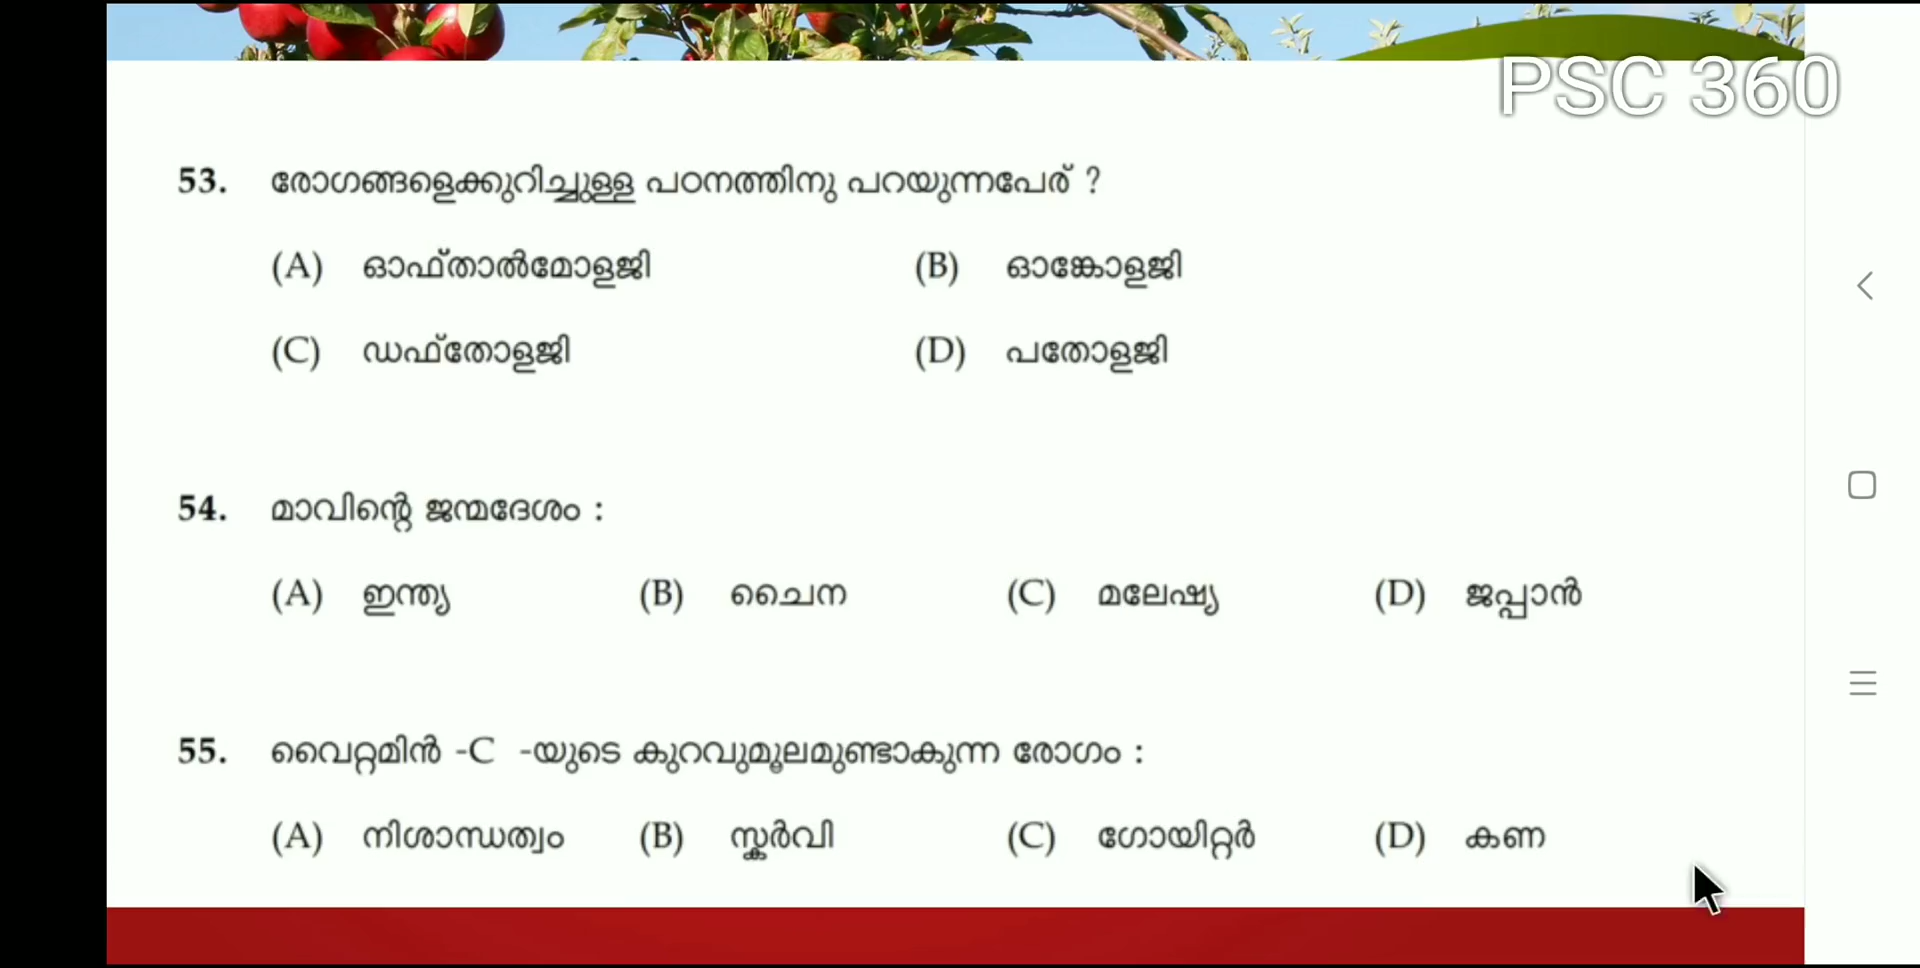 PSC 360
53. രോഗങ്ങളെക്കുറിച്ചുള്ള പഠനത്തിനു പറയുന്നപേര് ?
(A) ഓഫ്താൽമോളജി (B) ഓങ്കോളജി
(C) ഡഫ്തോളജി (D) പതോളജി
54. മാവിന്റെ ജന്മദേശം :
(A) ഇന്ത്യ (B) ചൈന (C) മലേഷ്യ (D) ജപ്പാൻ
55. വൈറ്റമിൻ -C -യുടെ കുറവുമൂലമുണ്ടാകുന്ന രോഗം :
(A) നിശാന്ധത്വം (B) സ്കർവി (C) ഗോയിറ്റർ (D) കണ